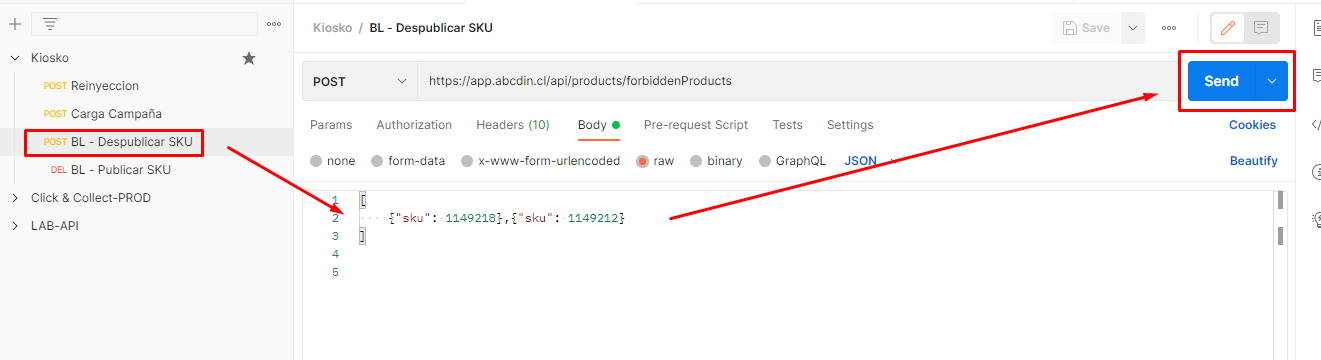 Kiosko / BL - Despublicar SKU
Save
Kiosko
POST Reinyeccion
POST Carga Campaña
POST BL - Despublicar SKU
DEL BL - Publicar SKU
Click & Collect-PROD
LAB-API
POST https://app.abcdin.cl/api/products/forbiddenProducts Send
Params Authorization Headers (10) Body Pre-request Script Tests Settings Cookies
none form-data x-www-form-urlencoded raw binary GraphQL JSON Beautify
1 [
2 {"sku": 1149218},{"sku": 1149212}
3 ]
4
5